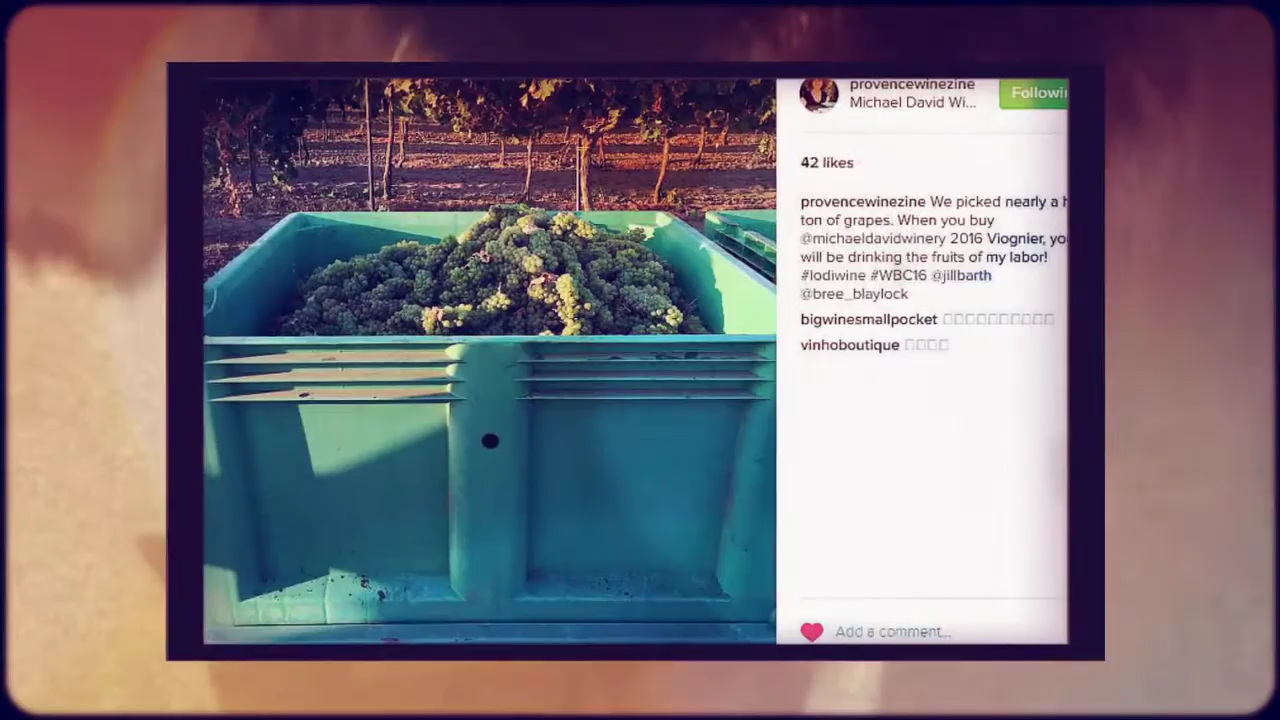 provencewinezine
Michael David Wi...
Followin
42 likes
provencewinezine We picked nearly a h
ton of grapes. When you buy
@michaeldavidwinery 2016 Viognier, yo
will be drinking the fruits of my labor!
#lodiwine #WBC16 @jillbarth
@bree_blaylock
bigwinesmallpocket
vinhoboutique
Add a comment...